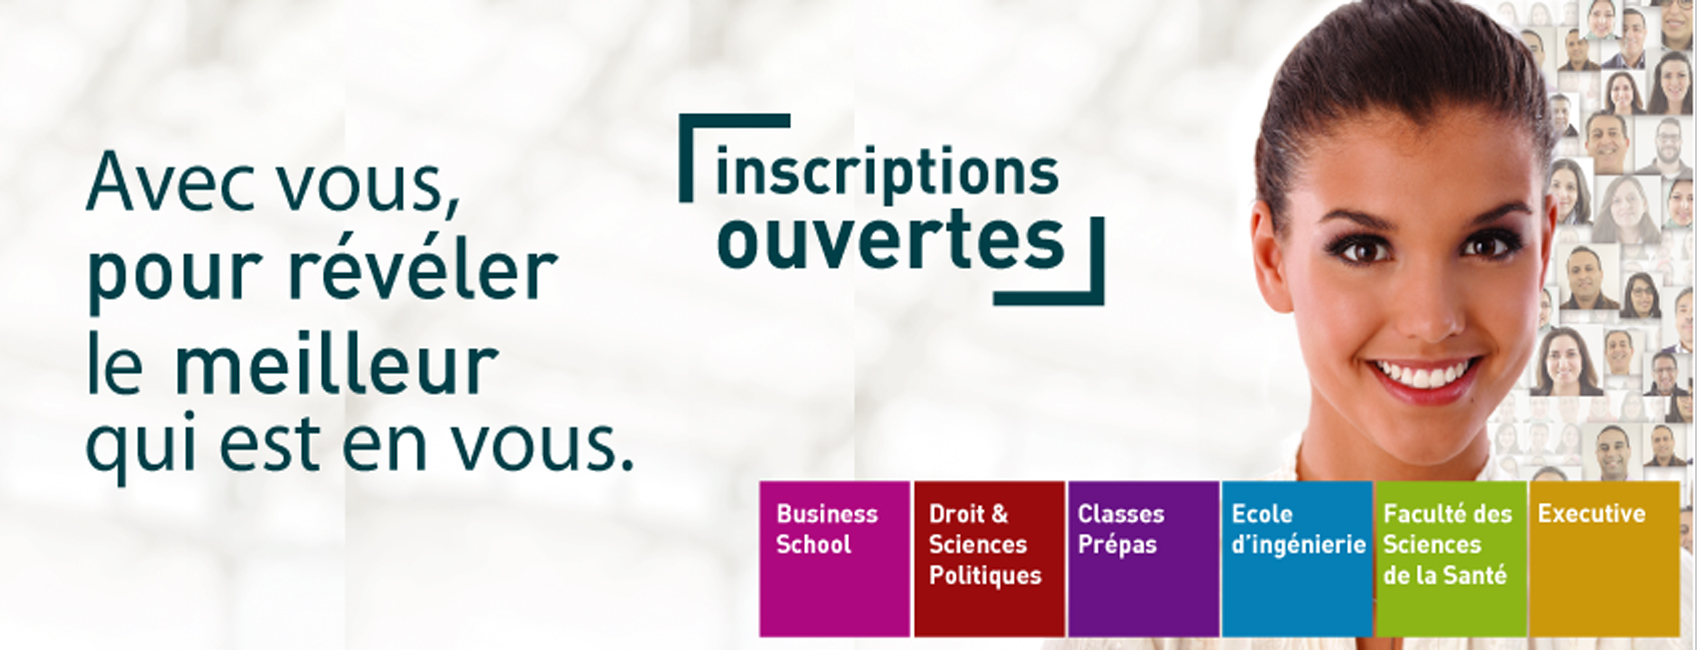 Avec vous,
pour révéler
le meilleur
qui est en vous.
inscriptions
ouvertes
Business
School
Droit &
Sciences
Politiques
Classes
Prépas
Ecole
d'ingénierie
Faculté des
Sciences
de la Santé
Executive